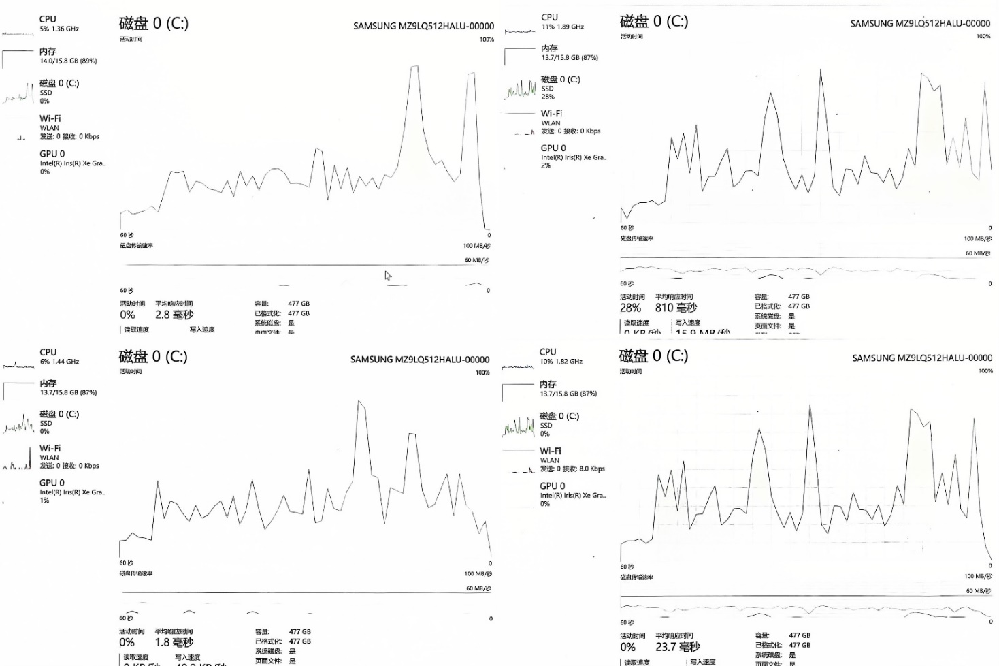 CPU
5% 1.36 GHz
内存
14.0/15.8 GB (89%)
磁盘 0 (C:)
SSD
0%
Wi-Fi
WLAN
发送: 0 接收: 0 Kbps
GPU 0
Intel(R) Iris(R) Xe Gra..
0%
磁盘 0 (C:)
SAMSUNG MZ9LQ512HALU-00000
活动时间
100%
60 秒
0
磁盘传输速率
100 MB/秒
60 MB/秒
60 秒
0
活动时间 平均响应时间
0% 2.8 毫秒
容量: 477 GB
已格式化: 477 GB
系统磁盘: 是
页面文件: 是
读取速度 写入速度
CPU
11% 1.89 GHz
内存
13.7/15.8 GB (87%)
磁盘 0 (C:)
SSD
28%
Wi-Fi
WLAN
发送: 0 接收: 0 Kbps
GPU 0
Intel(R) Iris(R) Xe Gra..
2%
磁盘 0 (C:)
SAMSUNG MZ9LQ512HALU-00000
活动时间
100%
60 秒
0
磁盘传输速率
100 MB/秒
60 MB/秒
60 秒
0
活动时间 平均响应时间
28% 810 毫秒
容量: 477 GB
已格式化: 477 GB
系统磁盘: 是
页面文件: 是
读取速度 写入速度
0 KB/秒 15.9 MB/秒
CPU
6% 1.44 GHz
内存
13.7/15.8 GB (87%)
磁盘 0 (C:)
SSD
0%
Wi-Fi
WLAN
发送: 0 接收: 0 Kbps
GPU 0
Intel(R) Iris(R) Xe Gra..
1%
磁盘 0 (C:)
SAMSUNG MZ9LQ512HALU-00000
活动时间
100%
60 秒
0
磁盘传输速率
100 MB/秒
60 MB/秒
60 秒
0
活动时间 平均响应时间
0% 1.8 毫秒
容量: 477 GB
已格式化: 477 GB
系统磁盘: 是
页面文件: 是
读取速度 写入速度
CPU
10% 1.82 GHz
内存
13.7/15.8 GB (87%)
磁盘 0 (C:)
SSD
0%
Wi-Fi
WLAN
发送: 0 接收: 8.0 Kbps
GPU 0
Intel(R) Iris(R) Xe Gra..
0%
磁盘 0 (C:)
SAMSUNG MZ9LQ512HALU-00000
活动时间
100%
60 秒
0
磁盘传输速率
100 MB/秒
60 MB/秒
60 秒
0
活动时间 平均响应时间
0% 23.7 毫秒
容量: 477 GB
已格式化: 477 GB
系统磁盘: 是
页面文件: 是
读取速度 写入速度